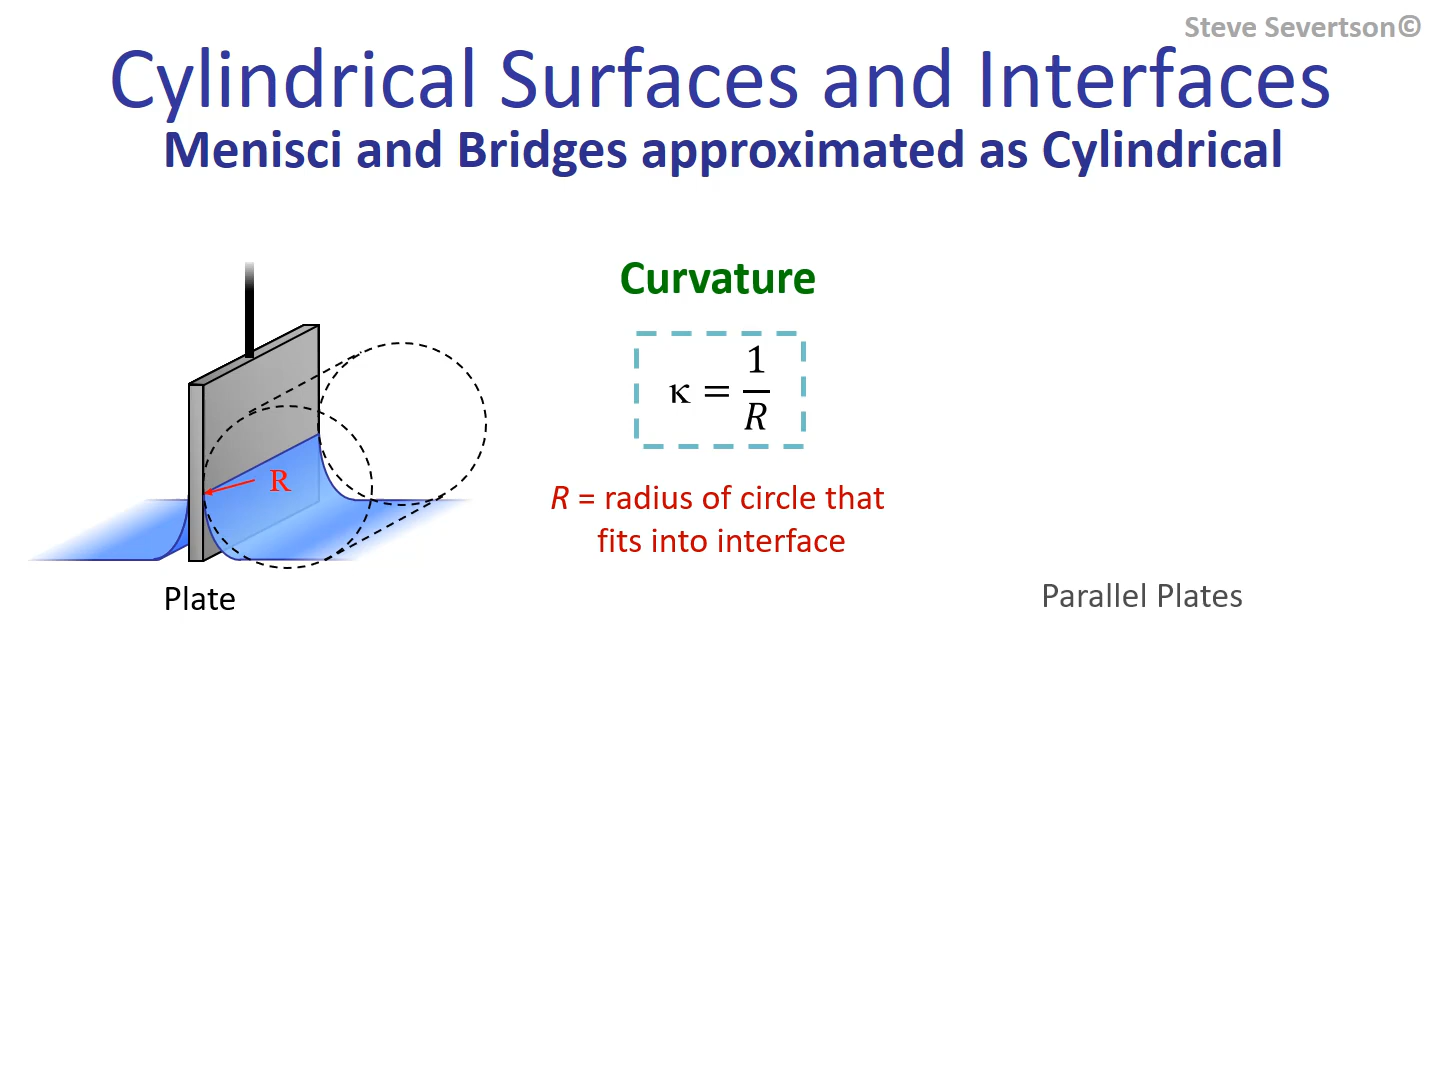 Steve Severtson©
Cylindrical Surfaces and Interfaces
Menisci and Bridges approximated as Cylindrical
Curvature
κ = 1/R
R
R = radius of circle that
fits into interface
Plate
Parallel Plates